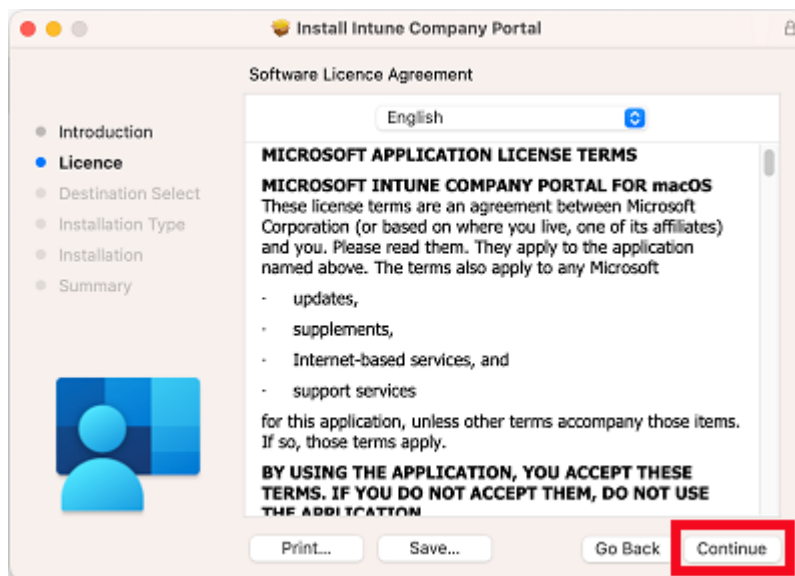 Install Intune Company Portal
Software Licence Agreement
English
Introduction
Licence
Destination Select
Installation Type
Installation
Summary
MICROSOFT APPLICATION LICENSE TERMS
MICROSOFT INTUNE COMPANY PORTAL FOR macOS
These license terms are an agreement between Microsoft
Corporation (or based on where you live, one of its affiliates)
and you. Please read them. They apply to the application
named above. The terms also apply to any Microsoft
· updates,
· supplements,
· Internet-based services, and
· support services
for this application, unless other terms accompany those items.
If so, those terms apply.
BY USING THE APPLICATION, YOU ACCEPT THESE
TERMS. IF YOU DO NOT ACCEPT THEM, DO NOT USE
THE APPLICATION
Print...
Save...
Go Back
Continue